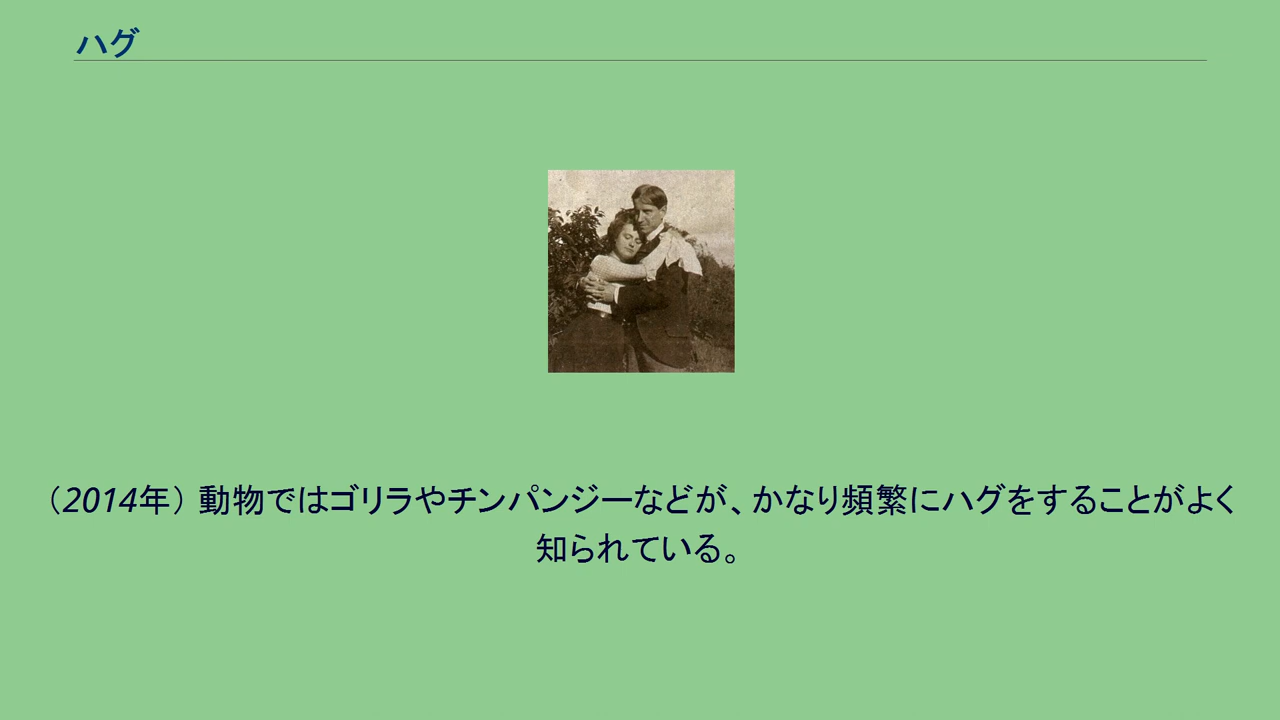 ハグ
（2014年）動物ではゴリラやチンパンジーなどが、かなり頻繁にハグをすることがよく
知られている。